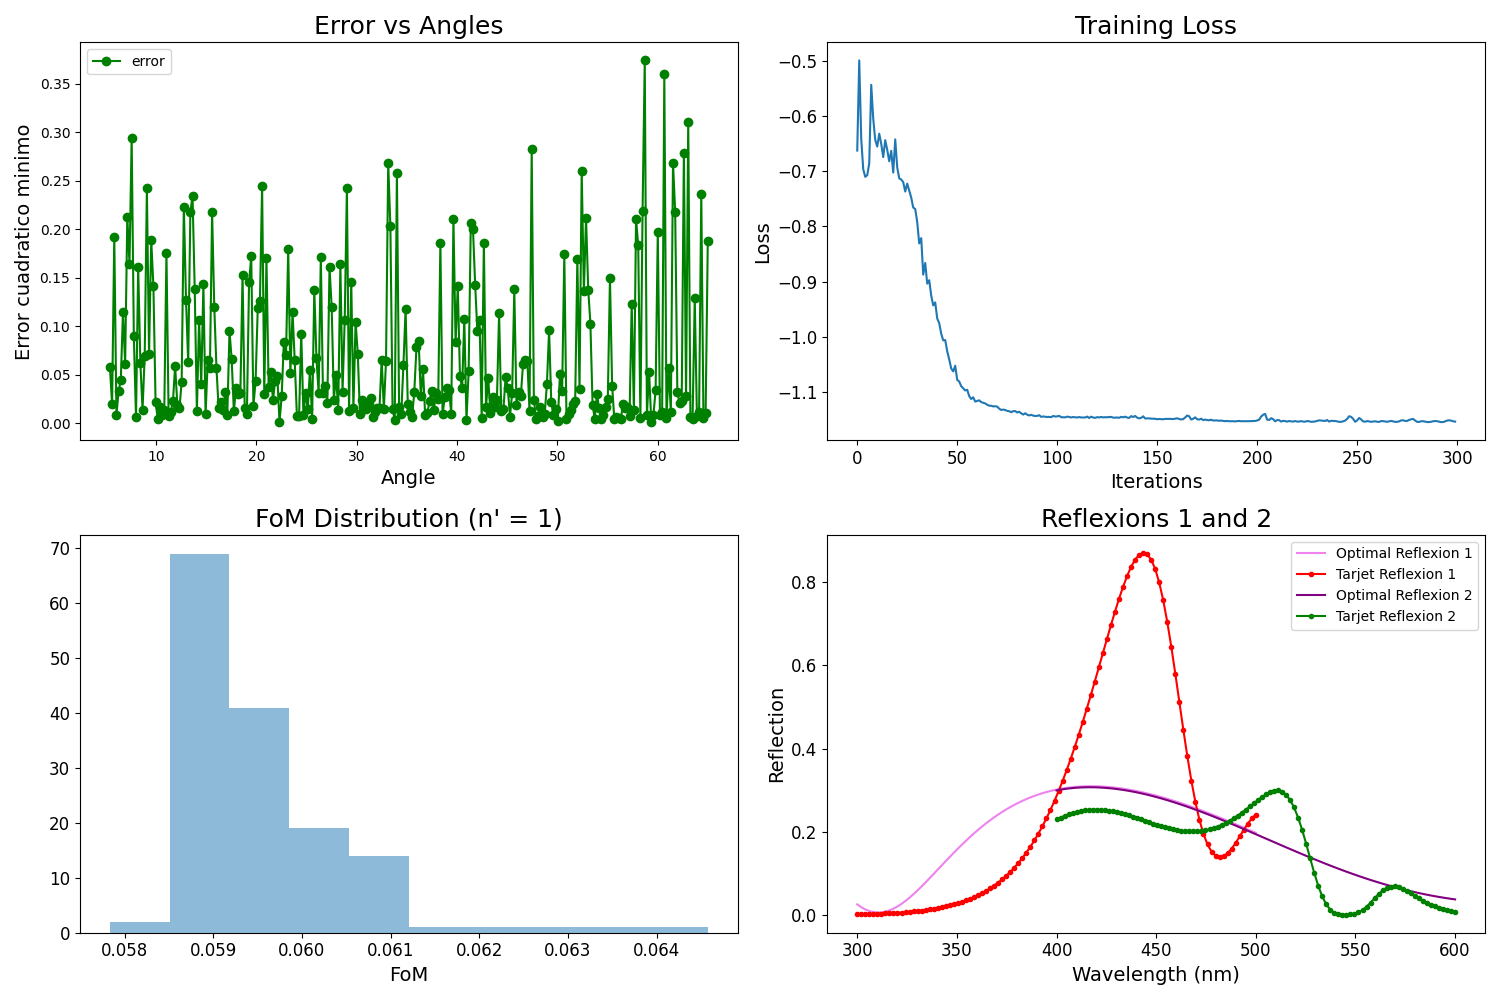 Error vs Angles
error
0.35
0.30
0.25
0.20
0.15
0.10
0.05
0.00
Error cuadratico minimo
10 20 30 40 50 60
Angle
Training Loss
−0.5
−0.6
−0.7
−0.8
−0.9
−1.0
−1.1
Loss
0 50 100 150 200 250 300
Iterations
FoM Distribution (n' = 1)
70
60
50
40
30
20
10
0
0.058 0.059 0.060 0.061 0.062 0.063 0.064
FoM
Reflexions 1 and 2
Optimal Reflexion 1
Tarjet Reflexion 1
Optimal Reflexion 2
Tarjet Reflexion 2
0.8
0.6
0.4
0.2
0.0
Reflection
300 350 400 450 500 550 600
Wavelength (nm)